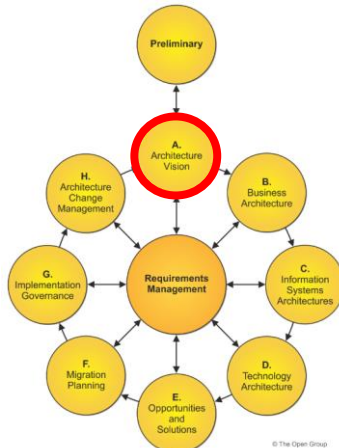 Preliminary
A.
Architecture
Vision
H.
Architecture
Change
Management
B.
Business
Architecture
G.
Implementation
Governance
Requirements
Management
C.
Information
Systems
Architectures
F.
Migration
Planning
D.
Technology
Architecture
E.
Opportunities
and
Solutions
© The Open Group